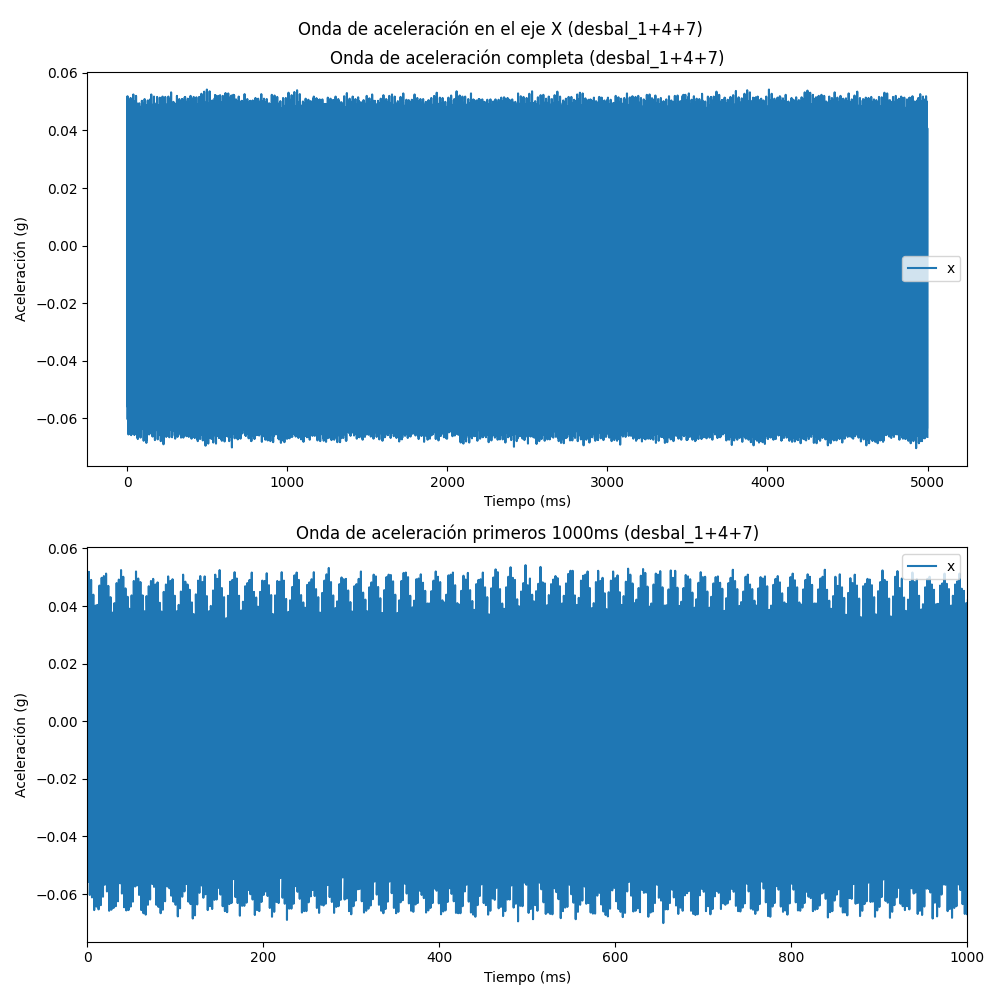 Onda de aceleración en el eje X (desbal_1+4+7)
Onda de aceleración completa (desbal_1+4+7)
0.06
0.04
0.02
0.00
−0.02
−0.04
−0.06
Aceleración (g)
x
0 1000 2000 3000 4000 5000
Tiempo (ms)
Onda de aceleración primeros 1000ms (desbal_1+4+7)
0.06
0.04
0.02
0.00
−0.02
−0.04
−0.06
Aceleración (g)
x
0 200 400 600 800 1000
Tiempo (ms)